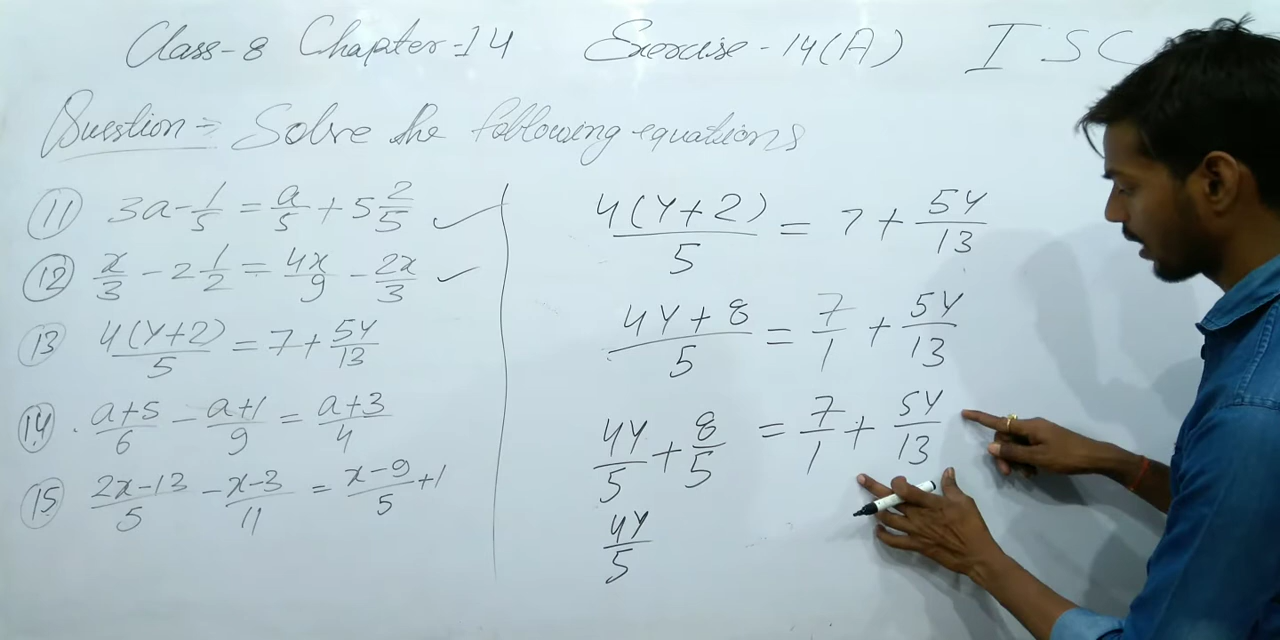 Class-8 Chapter-14 Exercise-14(A) ISC
Question:- Solve the following equations
(11) 3a - 1/5 = a/5 + 5 2/5 ✓
(12) x/3 - 2 1/2 = 4x/9 - 2x/3 ✓
(13) 4(Y+2)/5 = 7 + 5Y/13
(14) a+5/6 - a+1/9 = a+3/4
(15) 2x-13/5 - x-3/11 = x-9/5 + 1
4(Y+2)/5 = 7 + 5Y/13
4Y+8/5 = 7/1 + 5Y/13
4Y/5 + 8/5 = 7/1 + 5Y/13
4Y/5